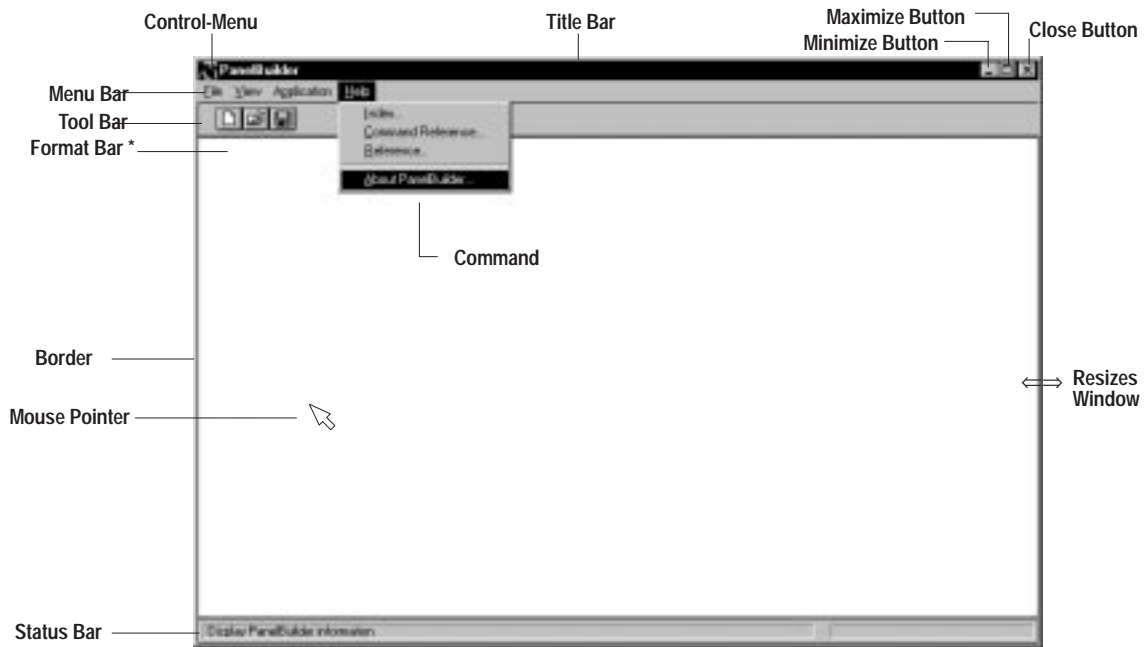 Control-Menu
Title Bar
Maximize Button
Minimize Button
Close Button
PanelBuilder
Menu Bar
File View Application Help
Tool Bar
Index...
Command Reference...
Reference...
Format Bar *
About PanelBuilder...
Command
Border
Resizes
Window
Mouse Pointer
Status Bar
Display PanelBuilder information